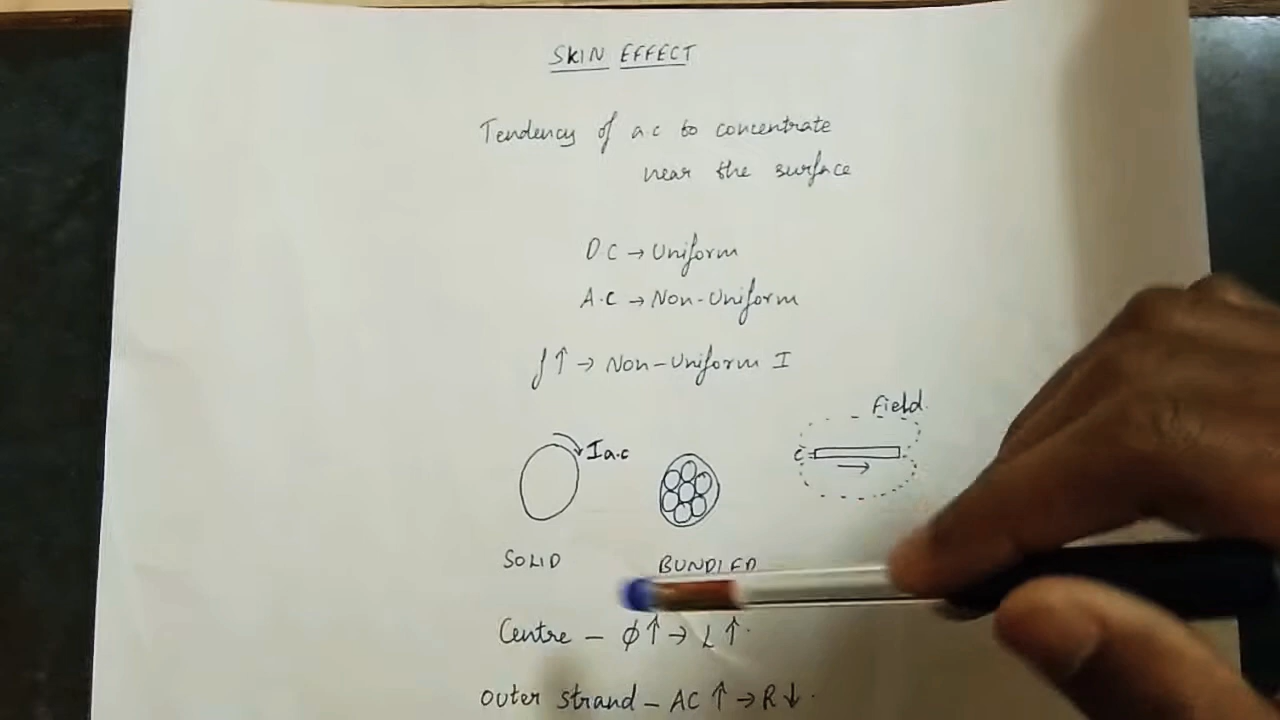 SKIN EFFECT
Tendency of a.c to concentrate
near the surface
DC → Uniform
A.C → Non-Uniform
f↑ → Non-Uniform I
Field.
I a.c
C
SOLID BUNDLED
Centre – φ↑ → L↑.
Outer strand – AC ↑ → R↓.